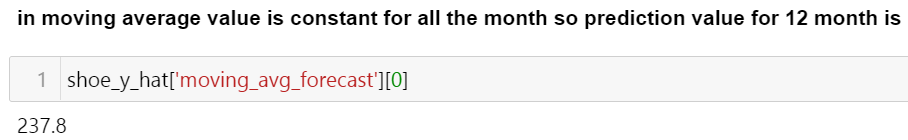 in moving average value is constant for all the month so prediction value for 12 month is
1 shoe_y_hat['moving_avg_forecast'][0]
237.8